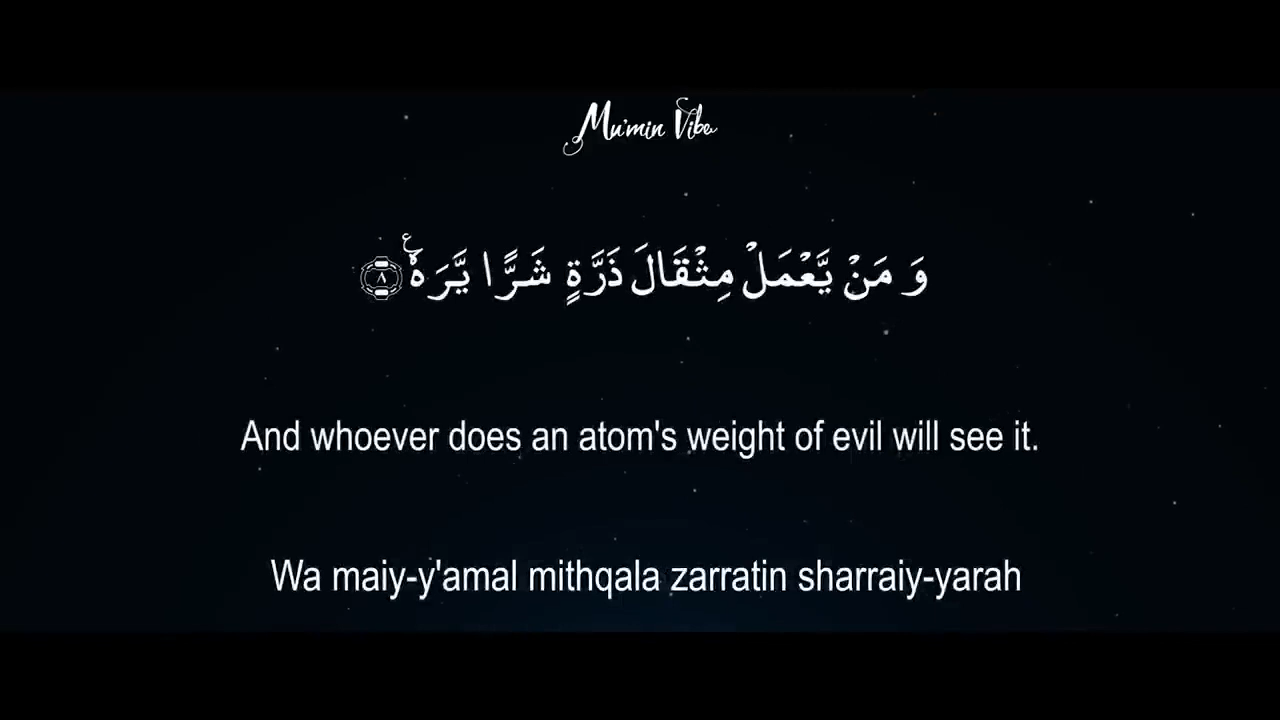 Mu'min Vibe
وَ مَنْ يَّعْمَلْ مِثْقَالَ ذَرَّةٍ شَرًّا يَّرَهٗ ۠ۧ ﴿۸﴾
And whoever does an atom's weight of evil will see it.
Wa maiy-y'amal mithqala zarratin sharraiy-yarah